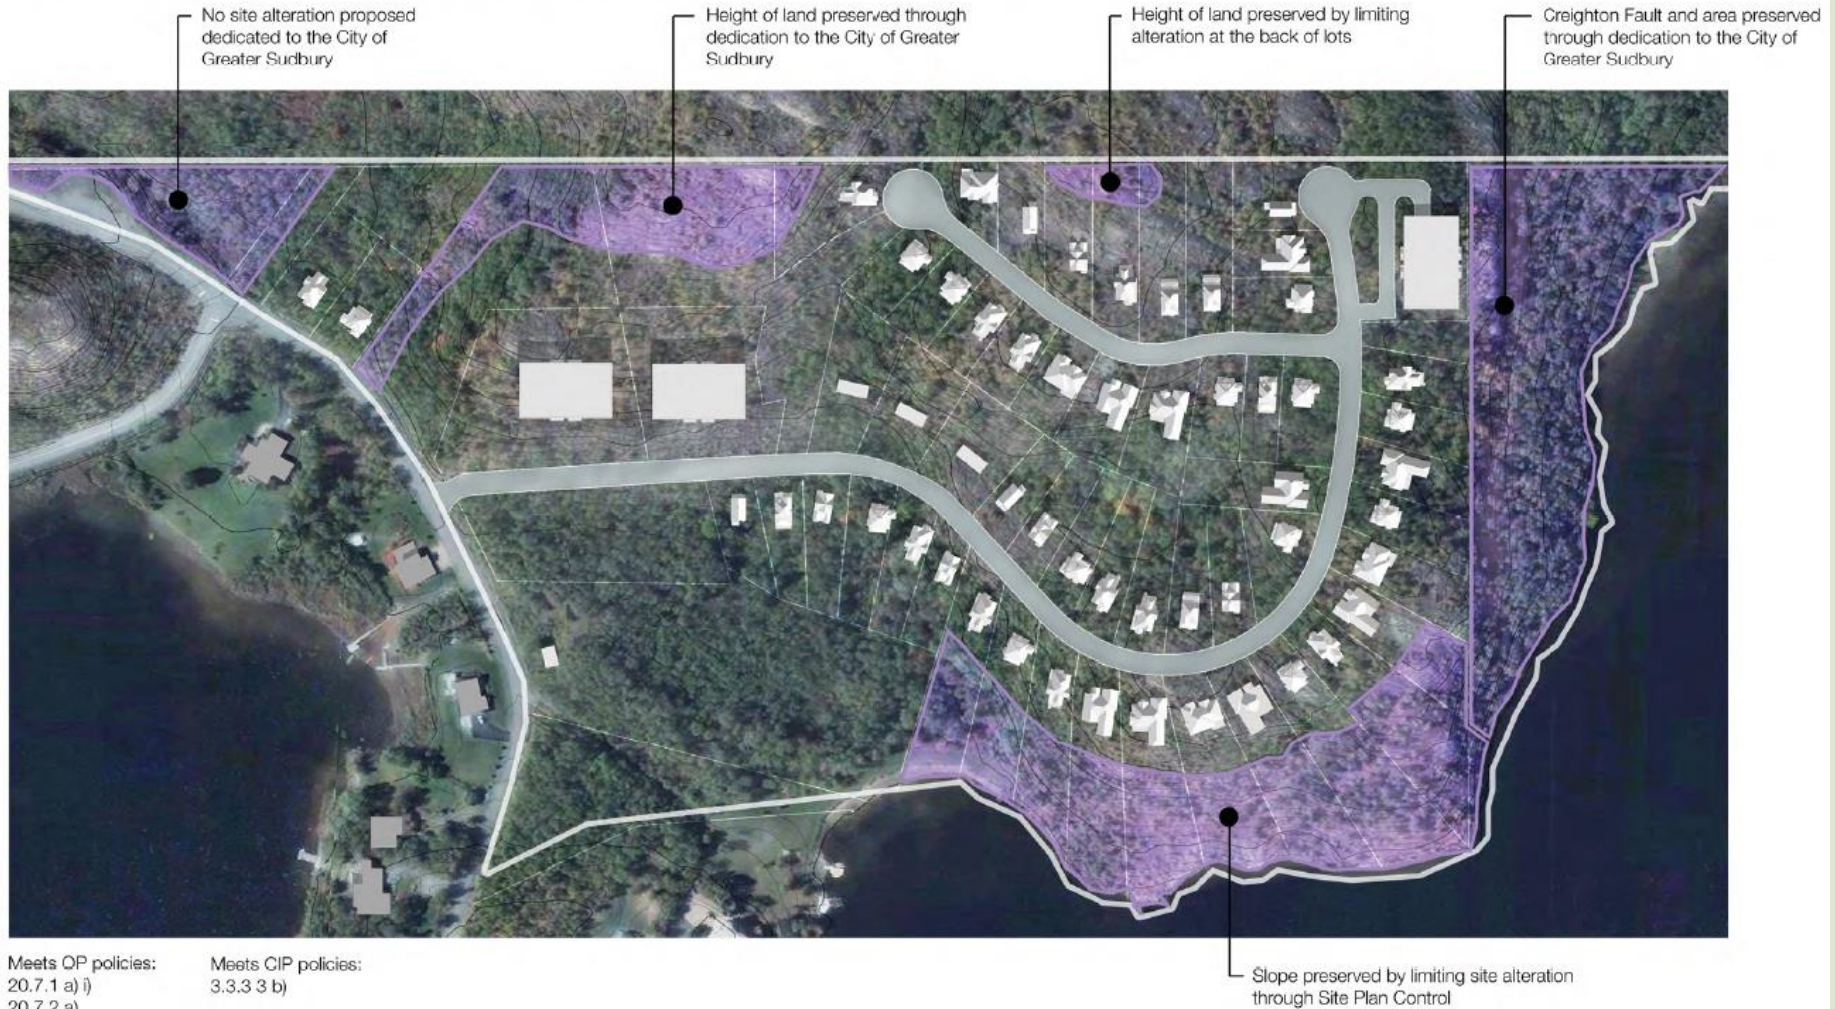 No site alteration proposed
dedicated to the City of
Greater Sudbury
Height of land preserved through
dedication to the City of Greater
Sudbury
Height of land preserved by limiting
alteration at the back of lots
Creighton Fault and area preserved
through dedication to the City of
Greater Sudbury
Meets OP policies:
20.7.1 a) i)
20.7.2 a)
Meets CIP policies:
3.3.3 3 b)
Slope preserved by limiting site alteration
through Site Plan Control